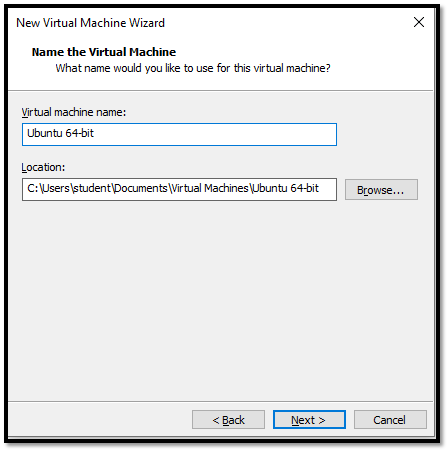 New Virtual Machine Wizard
Name the Virtual Machine
What name would you like to use for this virtual machine?
Virtual machine name:
Ubuntu 64-bit
Location:
C:\Users\student\Documents\Virtual Machines\Ubuntu 64-bit
Browse...
< Back
Next >
Cancel